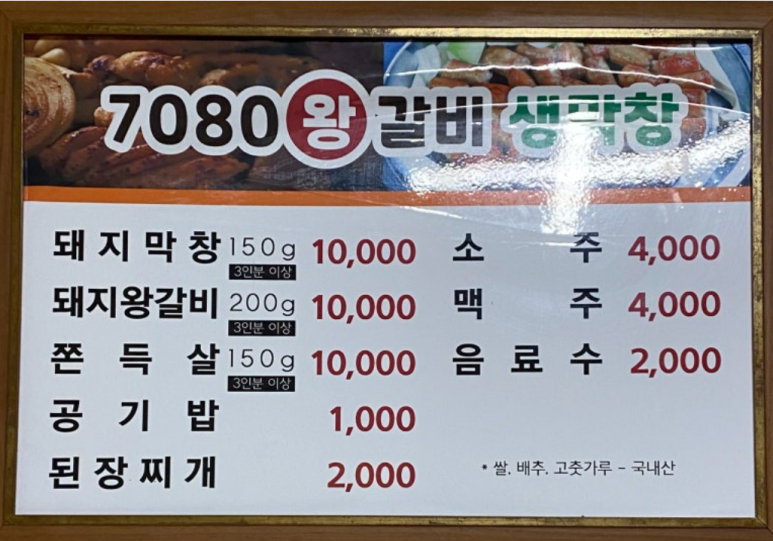 7080 왕 갈비 생막창
돼지막창 150g 10,000
3인분 이상
돼지왕갈비 200g 10,000
3인분 이상
쫀득살 150g 10,000
3인분 이상
공기밥 1,000
된장찌개 2,000
소주 4,000
맥주 4,000
음료수 2,000
* 쌀, 배추, 고춧가루 - 국내산